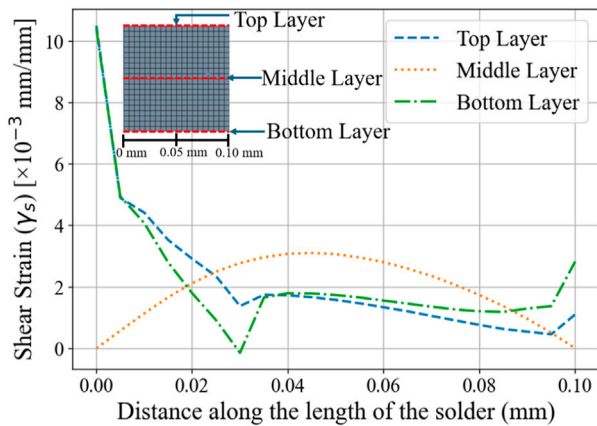 Top Layer
Middle Layer
Bottom Layer
0 mm 0.05 mm 0.10 mm
Top Layer
Middle Layer
Bottom Layer
10
8
6
4
2
0
Shear Strain (γₛ) [×10⁻³ mm/mm]
0.00 0.02 0.04 0.06 0.08 0.10
Distance along the length of the solder (mm)